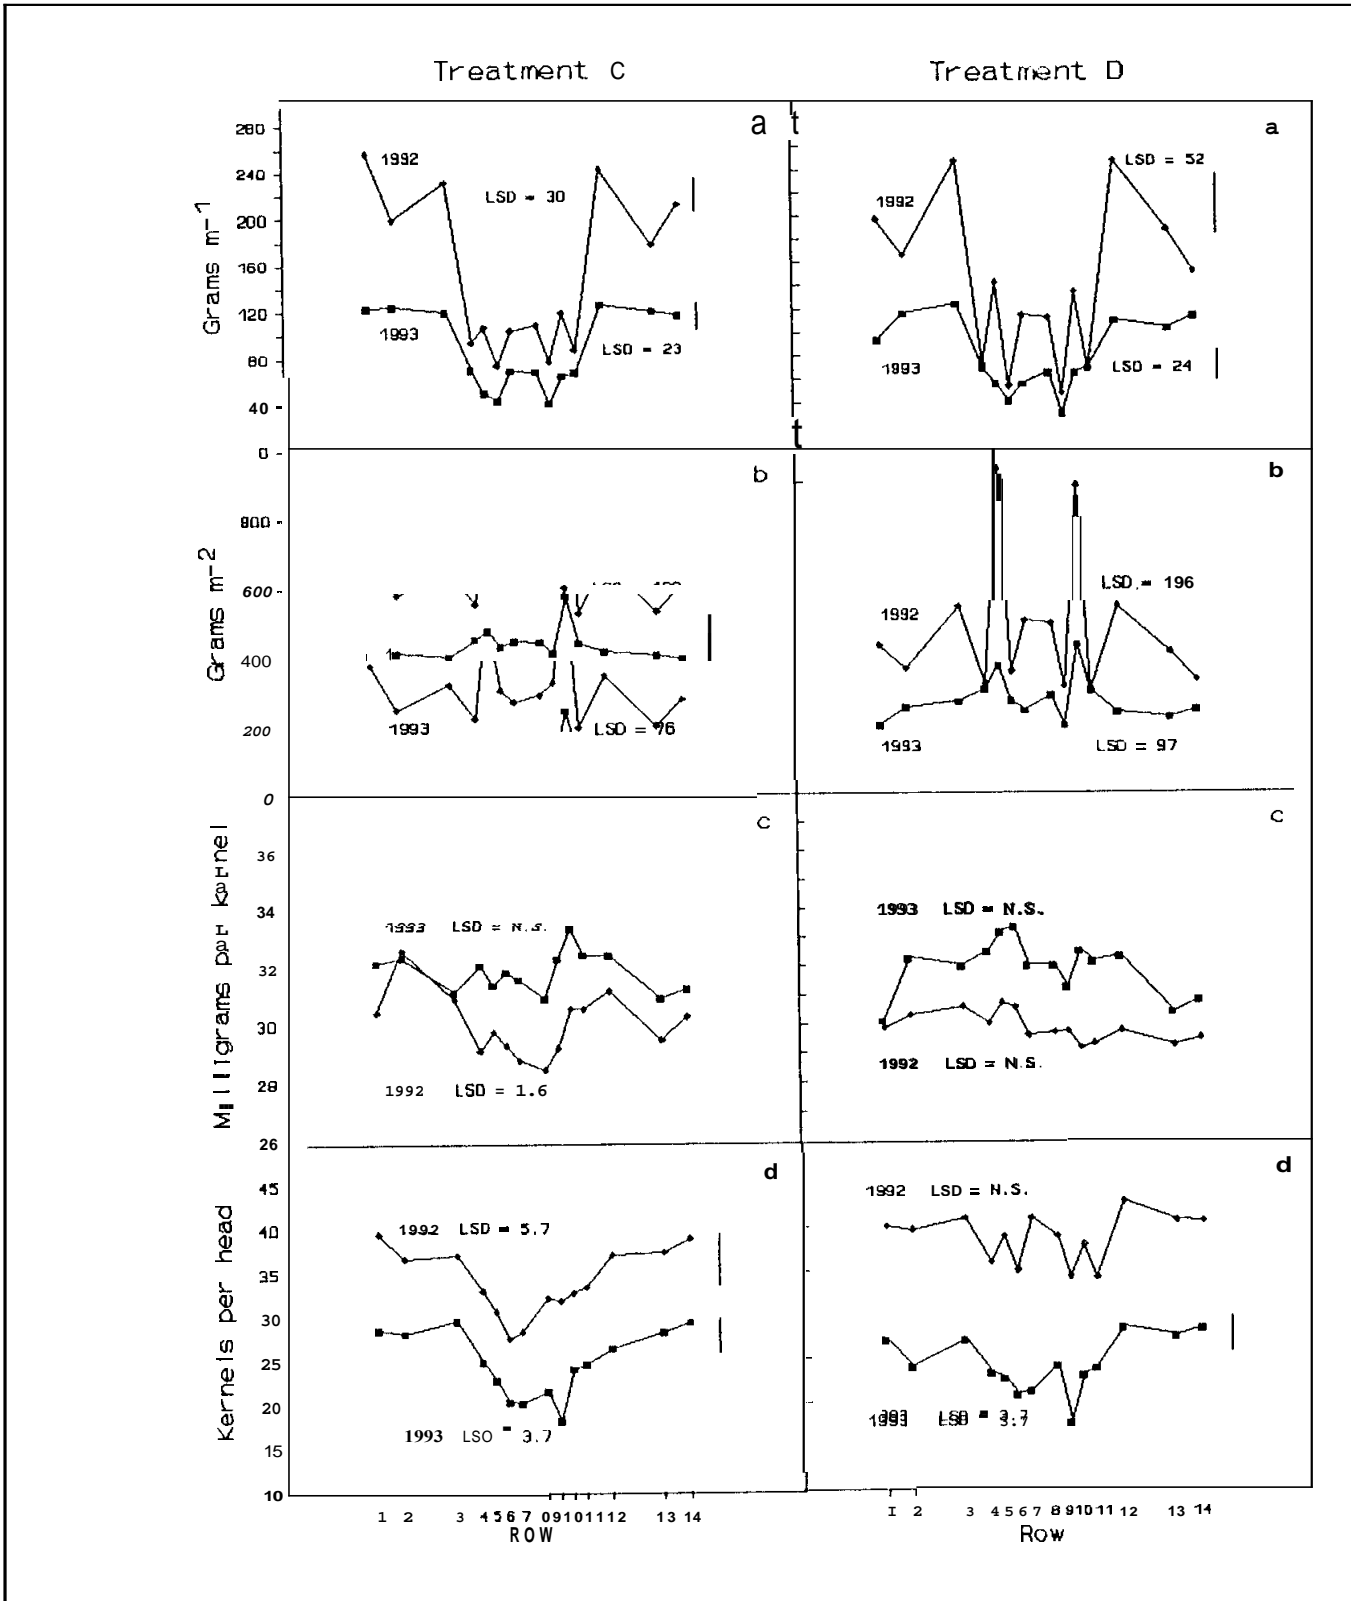 Treatment C
Treatment D
Grams m-1
280
240
200
160
120
80
40
0
a
1992
LSD = 30
1993
LSD = 23
t
a
1992
LSD = 52
1993
LSD = 24
t
Grams m-2
800
600
400
200
0
b
1993
LSD = 76
b
1992
LSD = 196
1993
LSD = 97
Milligrams per kernel
36
34
32
30
28
26
c
1993 LSD = N.S.
1992 LSD = 1.6
c
1993 LSD = N.S.
1992 LSD = N.S.
Kernels per head
45
40
35
30
25
20
15
10
d
1992 LSD = 5.7
1993 LSO = 3.7
d
1992 LSD = N.S.
1993 LSD = 3.7
1 2 3 4 5 6 7 0 9 10 11 12 13 14
ROW
I 2 3 4 5 6 7 8 9 10 11 12 13 14
Row